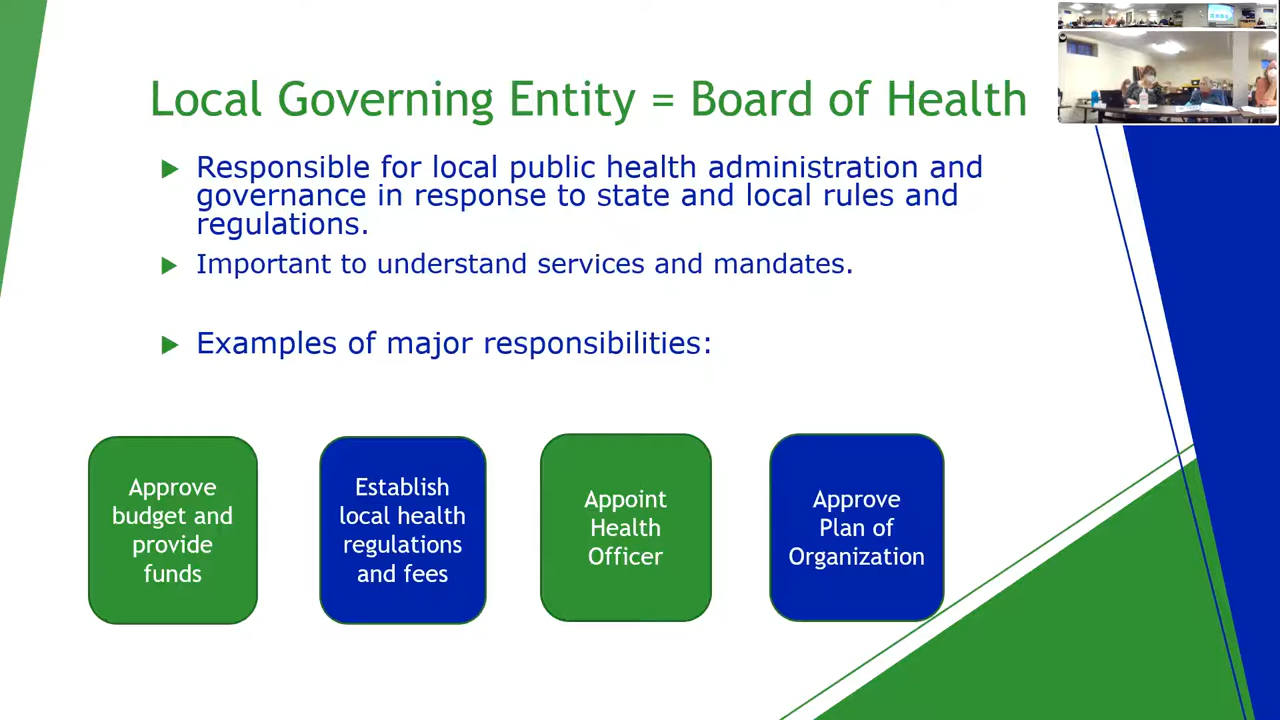 Local Governing Entity = Board of Health
Responsible for local public health administration and
governance in response to state and local rules and
regulations.
Important to understand services and mandates.
Examples of major responsibilities:
Approve
budget and
provide
funds
Establish
local health
regulations
and fees
Appoint
Health
Officer
Approve
Plan of
Organization